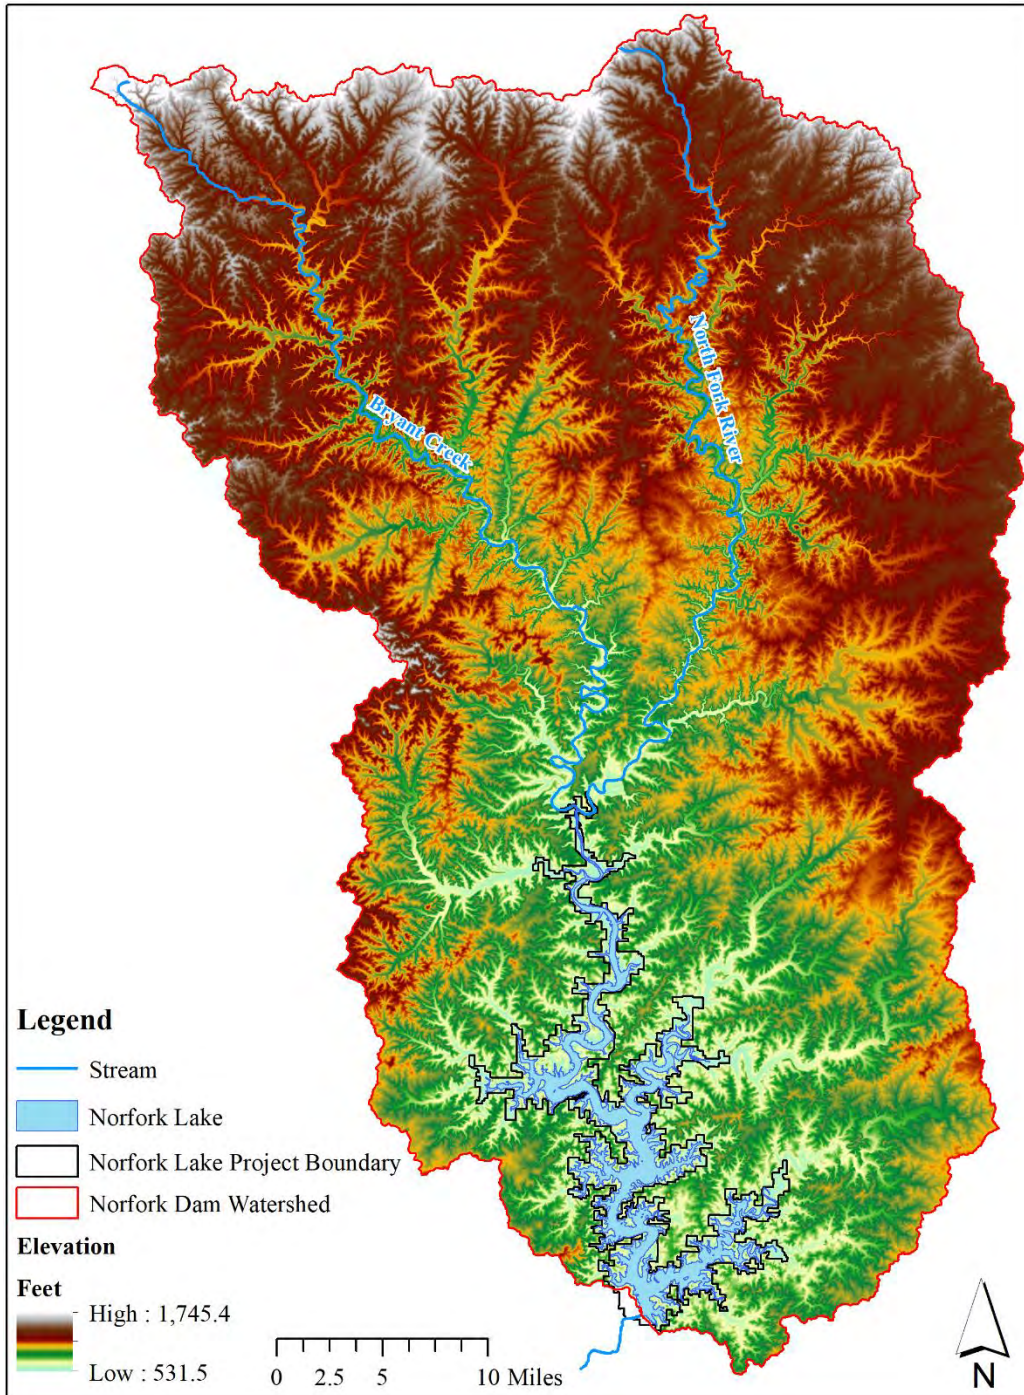 North Fork River
Bryant Creek
Legend
Stream
Norfork Lake
Norfork Lake Project Boundary
Norfork Dam Watershed
Elevation
Feet
High : 1,745.4
Low : 531.5
0 2.5 5 10 Miles
N